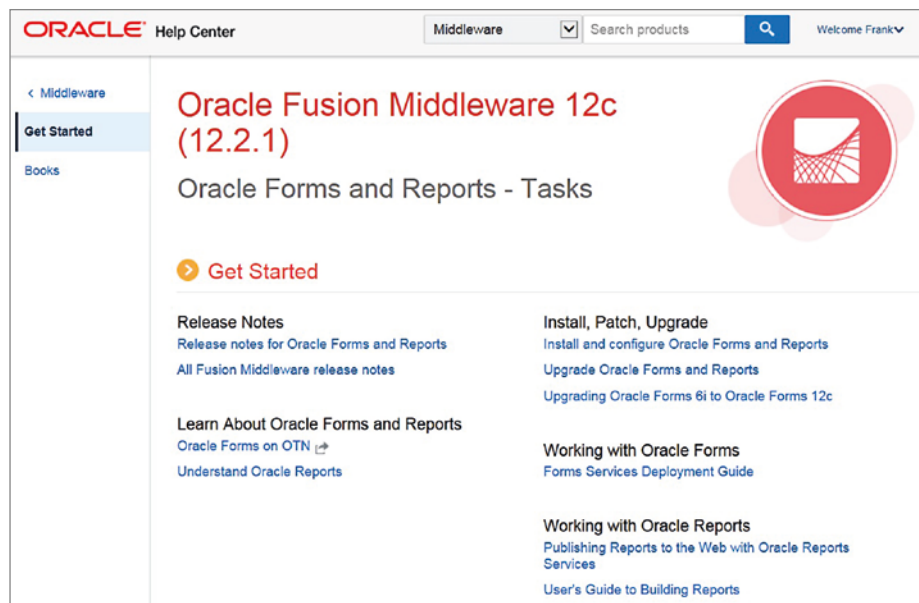 ORACLE® Help Center
Middleware
Search products
Welcome Frank
< Middleware
Get Started
Books
Oracle Fusion Middleware 12c
(12.2.1)
Oracle Forms and Reports - Tasks
Get Started
Release Notes
Release notes for Oracle Forms and Reports
All Fusion Middleware release notes
Learn About Oracle Forms and Reports
Oracle Forms on OTN
Understand Oracle Reports
Install, Patch, Upgrade
Install and configure Oracle Forms and Reports
Upgrade Oracle Forms and Reports
Upgrading Oracle Forms 6i to Oracle Forms 12c
Working with Oracle Forms
Forms Services Deployment Guide
Working with Oracle Reports
Publishing Reports to the Web with Oracle Reports
Services
User's Guide to Building Reports